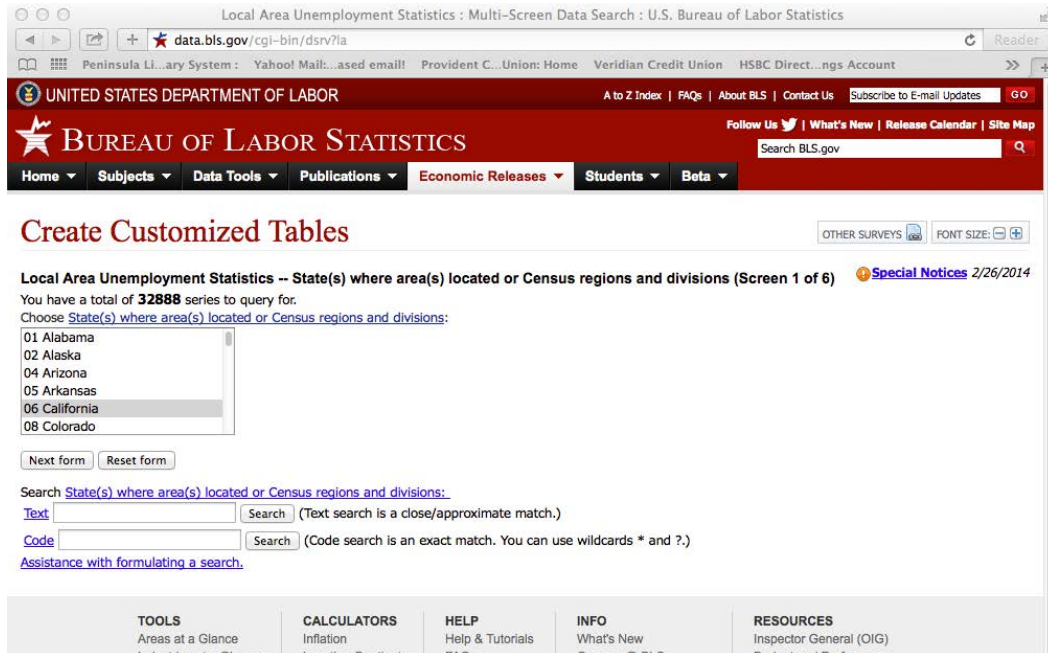 Local Area Unemployment Statistics : Multi-Screen Data Search : U.S. Bureau of Labor Statistics
data.bls.gov/cgi-bin/dsrv?la
Reader
Peninsula Li...ary System : Yahoo! Mail:...ased email! Provident C...Union: Home Veridian Credit Union HSBC Direct...ngs Account
UNITED STATES DEPARTMENT OF LABOR
A to Z Index | FAQs | About BLS | Contact Us Subscribe to E-mail Updates GO
Follow Us | What's New | Release Calendar | Site Map
BUREAU OF LABOR STATISTICS
Search BLS.gov
Home Subjects Data Tools Publications Economic Releases Students Beta
Create Customized Tables
OTHER SURVEYS FONT SIZE:
Local Area Unemployment Statistics -- State(s) where area(s) located or Census regions and divisions (Screen 1 of 6)
Special Notices 2/26/2014
You have a total of 32888 series to query for.
Choose State(s) where area(s) located or Census regions and divisions:
01 Alabama
02 Alaska
04 Arizona
05 Arkansas
06 California
08 Colorado
Next form Reset form
Search State(s) where area(s) located or Census regions and divisions:
Text Search (Text search is a close/approximate match.)
Code Search (Code search is an exact match. You can use wildcards * and ?.)
Assistance with formulating a search.
TOOLS CALCULATORS HELP INFO RESOURCES
Areas at a Glance Inflation Help & Tutorials What's New Inspector General (OIG)